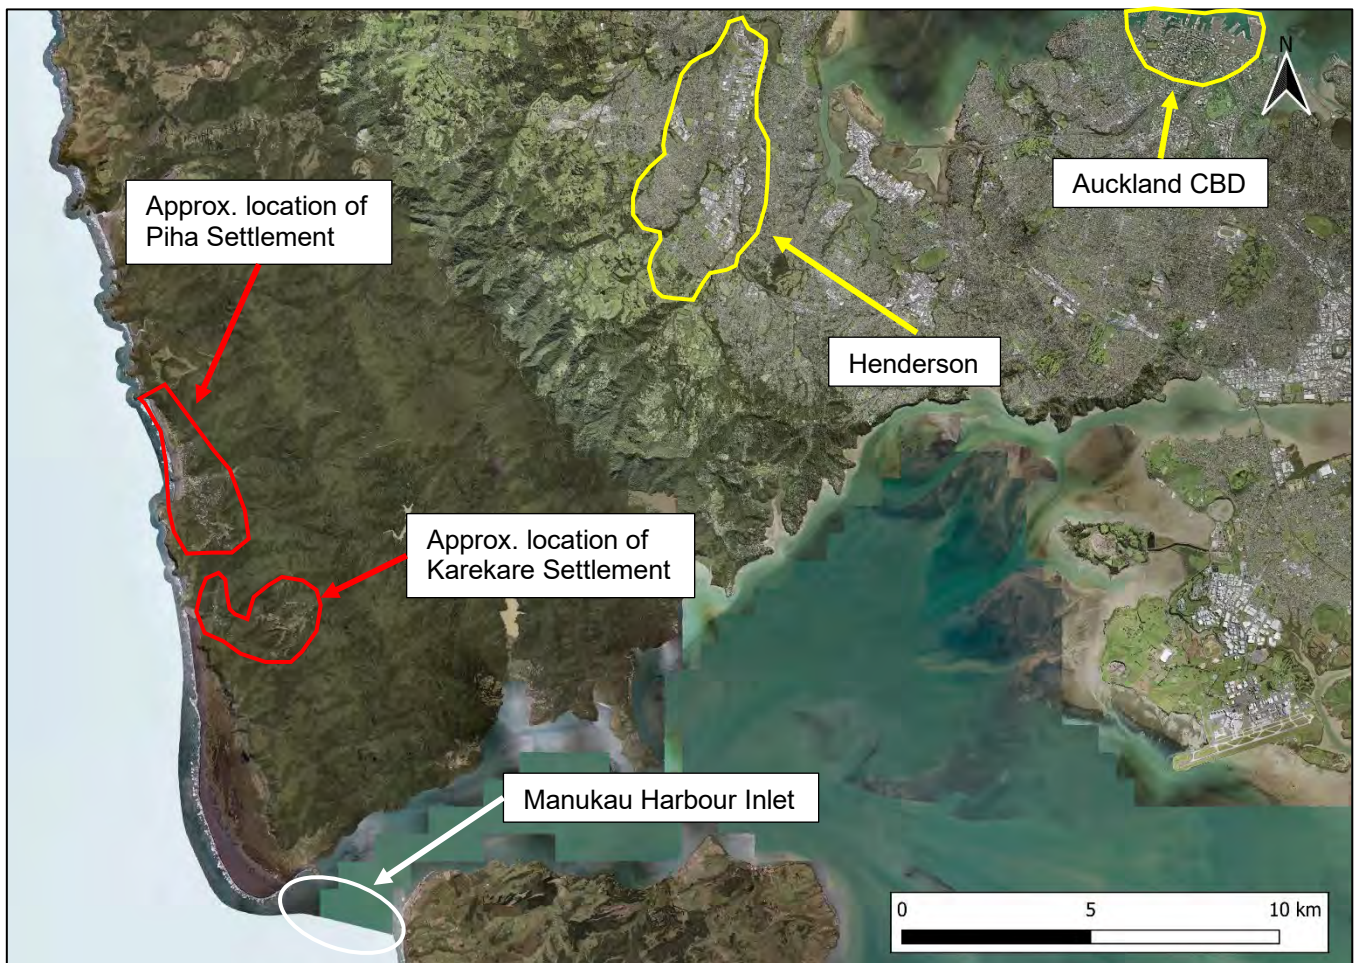 N
Auckland CBD
Approx. location of
Piha Settlement
Henderson
Approx. location of
Karekare Settlement
Manukau Harbour Inlet
0 5 10 km